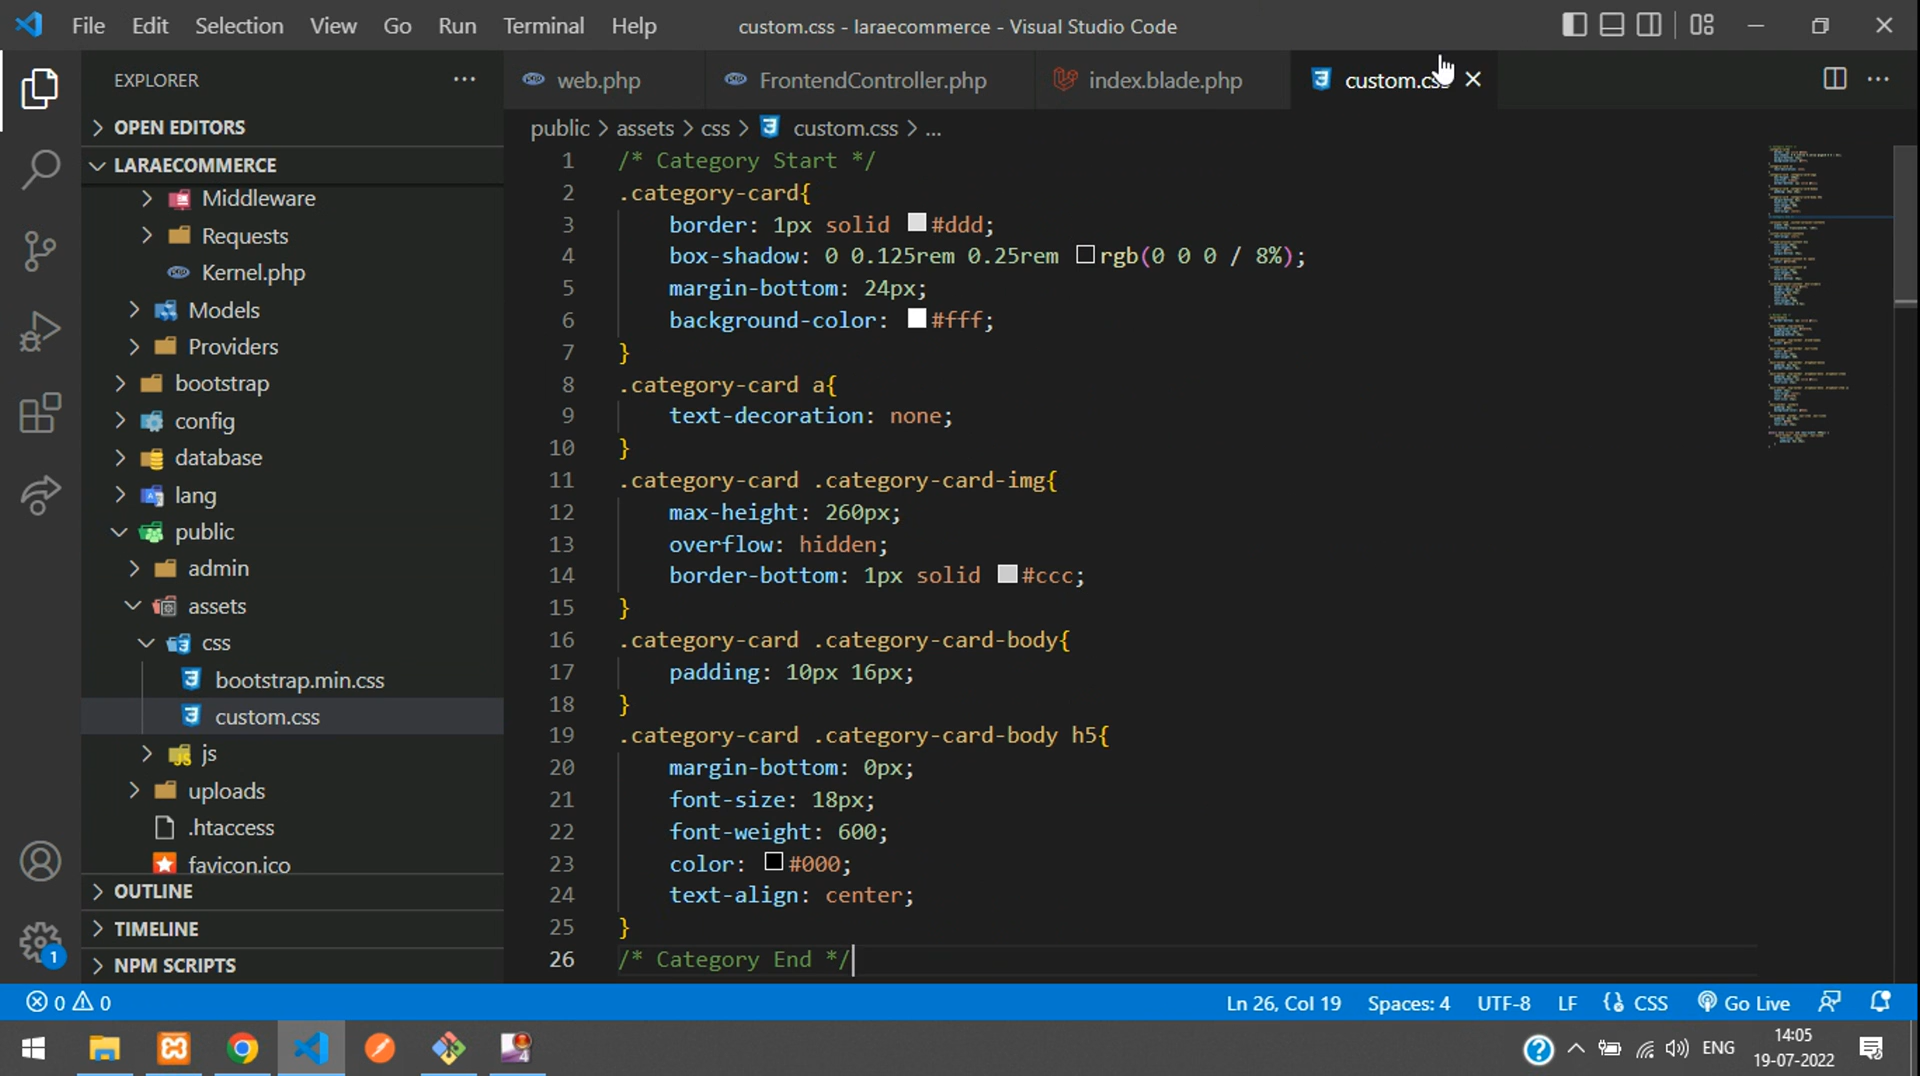 File Edit Selection View Go Run Terminal Help
custom.css - laraecommerce - Visual Studio Code
EXPLORER
OPEN EDITORS
LARAECOMMERCE
Middleware
Requests
Kernel.php
Models
Providers
bootstrap
config
database
lang
public
admin
assets
css
bootstrap.min.css
custom.css
js
uploads
.htaccess
favicon.ico
OUTLINE
TIMELINE
NPM SCRIPTS
web.php FrontendController.php index.blade.php custom.css
public > assets > css > custom.css > ...
1 /* Category Start */
2 .category-card{
3 border: 1px solid #ddd;
4 box-shadow: 0 0.125rem 0.25rem rgb(0 0 0 / 8%);
5 margin-bottom: 24px;
6 background-color: #fff;
7 }
8 .category-card a{
9 text-decoration: none;
10 }
11 .category-card .category-card-img{
12 max-height: 260px;
13 overflow: hidden;
14 border-bottom: 1px solid #ccc;
15 }
16 .category-card .category-card-body{
17 padding: 10px 16px;
18 }
19 .category-card .category-card-body h5{
20 margin-bottom: 0px;
21 font-size: 18px;
22 font-weight: 600;
23 color: #000;
24 text-align: center;
25 }
26 /* Category End */
0 0
Ln 26, Col 19 Spaces: 4 UTF-8 LF CSS Go Live
1
4
ENG
14:05
19-07-2022